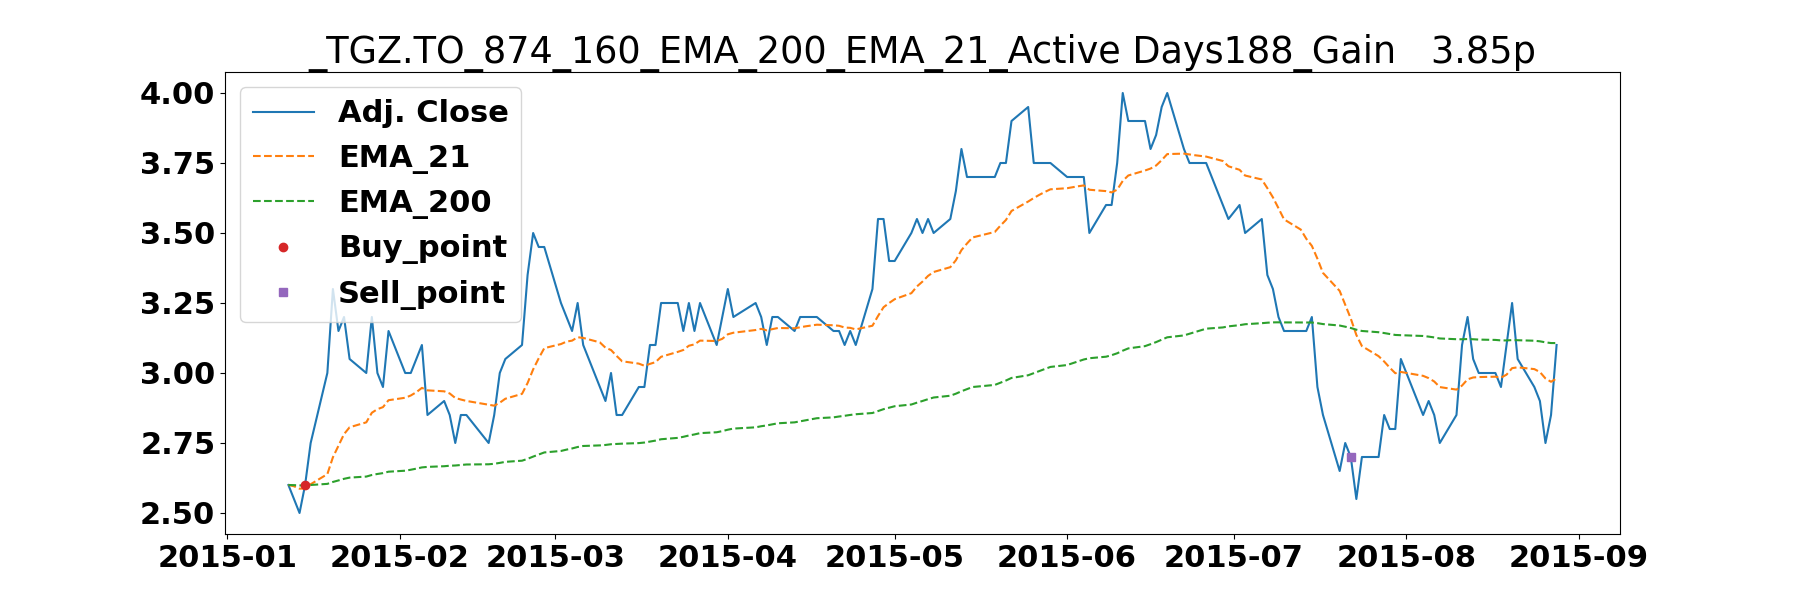 _TGZ.TO_874_160_EMA_200_EMA_21_Active Days188_Gain   3.85p
4.00
3.75
3.50
3.25
3.00
2.75
2.50
Adj. Close
EMA_21
EMA_200
Buy_point
Sell_point
2015-01 2015-02 2015-03 2015-04 2015-05 2015-06 2015-07 2015-08 2015-09